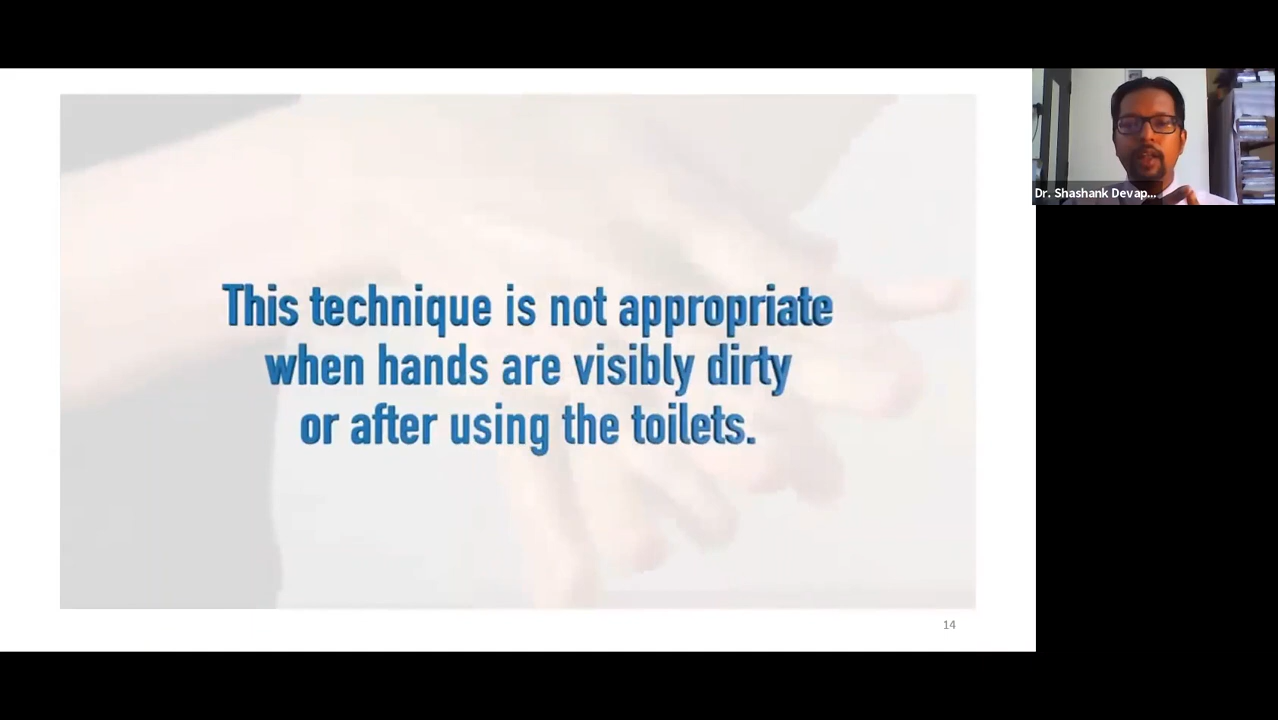 This technique is not appropriate
when hands are visibly dirty
or after using the toilets.
14
Dr. Shashank Devap...